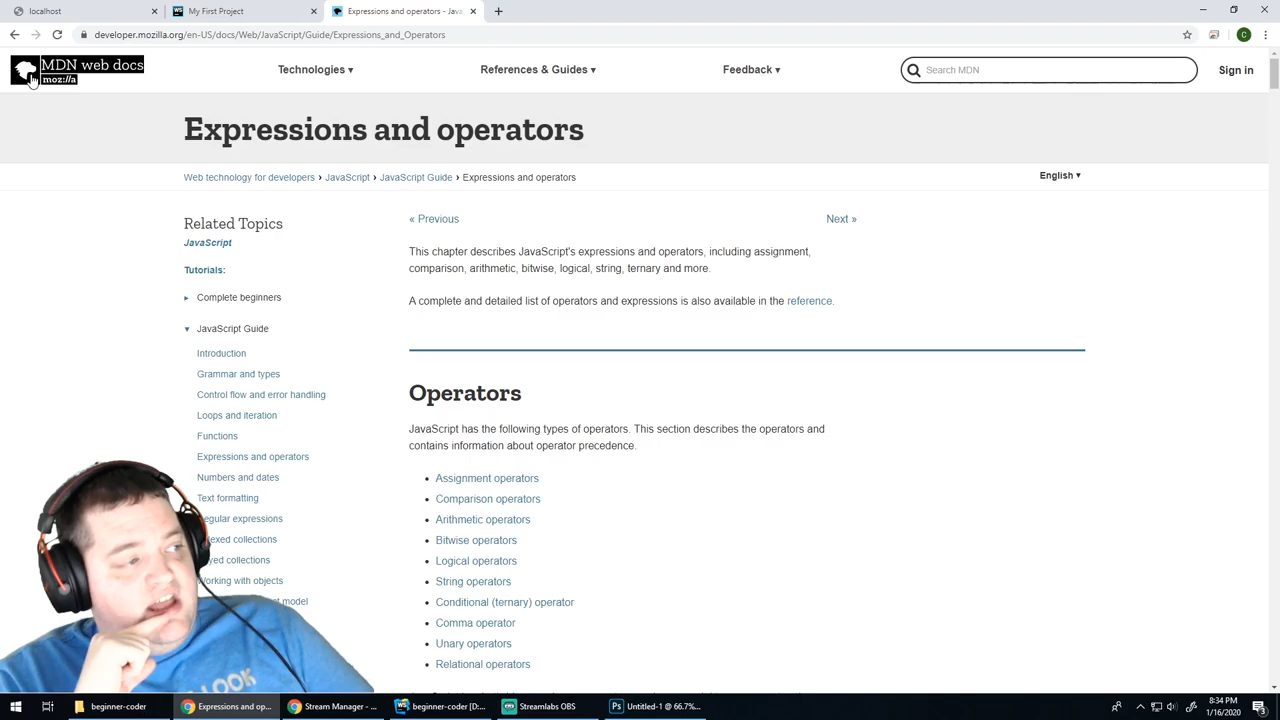 localhost
My First Project
Expressions and operators - Jav
developer.mozilla.org/en-US/docs/Web/JavaScript/Guide/Expressions_and_Operators
C
MDN web docs
moz://a
Technologies ▾
References & Guides ▾
Feedback ▾
Search MDN
Sign in
Expressions and operators
Web technology for developers › JavaScript › JavaScript Guide › Expressions and operators
English ▾
Related Topics
JavaScript
Tutorials:
▸ Complete beginners
▾ JavaScript Guide
Introduction
Grammar and types
Control flow and error handling
Loops and iteration
Functions
Expressions and operators
Numbers and dates
Text formatting
egular expressions
exed collections
yed collections
Working with objects
t model
« Previous
Next »
This chapter describes JavaScript's expressions and operators, including assignment,
comparison, arithmetic, bitwise, logical, string, ternary and more.
A complete and detailed list of operators and expressions is also available in the reference.
Operators
JavaScript has the following types of operators. This section describes the operators and
contains information about operator precedence.
• Assignment operators
• Comparison operators
• Arithmetic operators
• Bitwise operators
• Logical operators
• String operators
• Conditional (ternary) operator
• Comma operator
• Unary operators
• Relational operators
LOOK
beginner-coder
Expressions and op...
Stream Manager - ...
beginner-coder [D:...
Streamlabs OBS
Untitled-1 @ 66.7%...
8:34 PM
1/16/2020
3